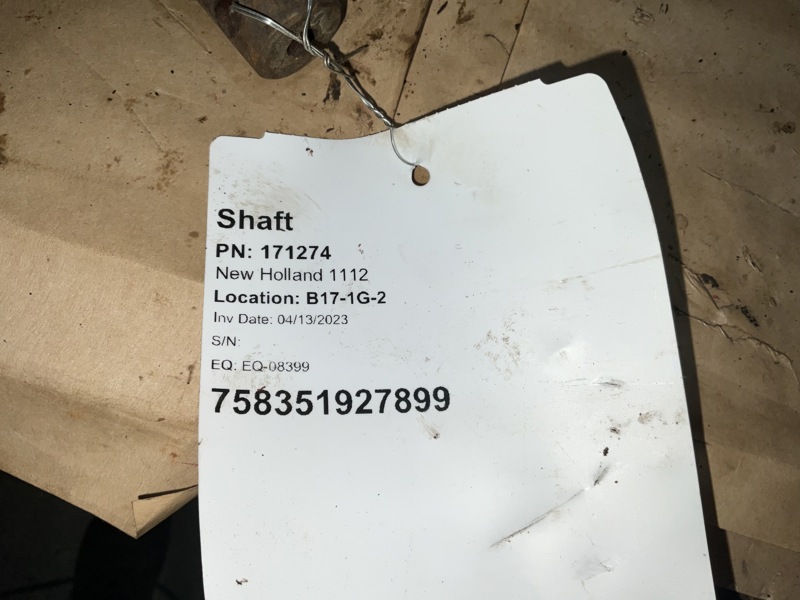 Shaft
PN: 171274
New Holland 1112
Location: B17-1G-2
Inv Date: 04/13/2023
S/N:
EQ: EQ-08399
758351927899